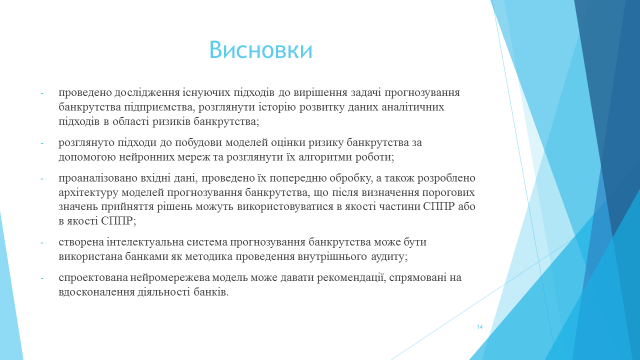 Висновки
- проведено дослідження існуючих підходів до вирішення задачі прогнозування
банкрутства підприємства, розглянути історію розвитку даних аналітичних
підходів в області ризиків банкрутства;
- розглянуто підходи до побудови моделей оцінки ризику банкрутства за
допомогою нейронних мереж та розглянути їх алгоритми роботи;
- проаналізовано вхідні дані, проведено їх попередню обробку, а також розроблено
архітектуру моделей прогнозування банкрутства, що після визначення порогових
значень прийняття рішень можуть використовуватися в якості частини СППР або
в якості СППР;
- створена інтелектуальна система прогнозування банкрутства може бути
використана банками як методика проведення внутрішнього аудиту;
- спроектована нейромережева модель може давати рекомендації, спрямовані на
вдосконалення діяльності банків.
14